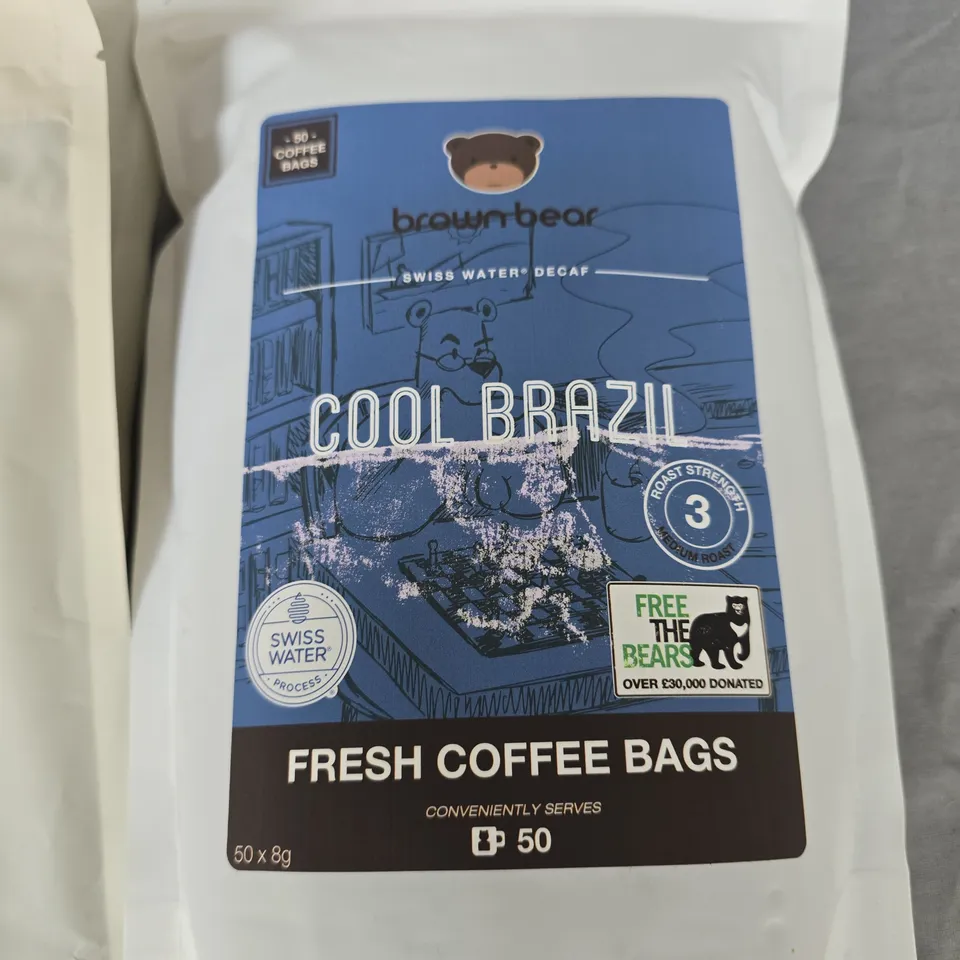 50
COFFEE
BAGS
brown bear
SWISS WATER® DECAF
COOL BRAZIL
ROAST STRENGTH
3
MEDIUM ROAST
SWISS
WATER®
PROCESS
®
FREE
THE
BEARS
OVER £30,000 DONATED
FRESH COFFEE BAGS
CONVENIENTLY SERVES
50
50 x 8g